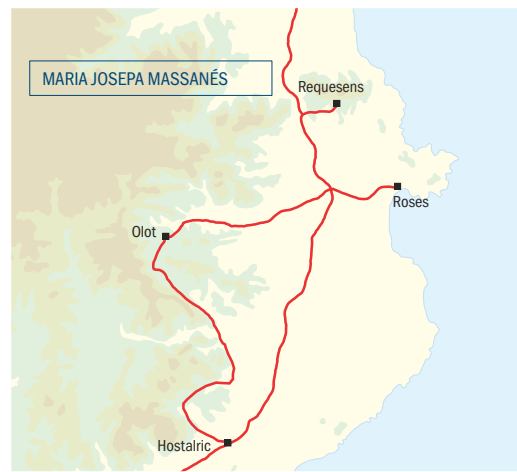 MARIA JOSEPA MASSANÉS
Requesens
Roses
Olot
Hostalric